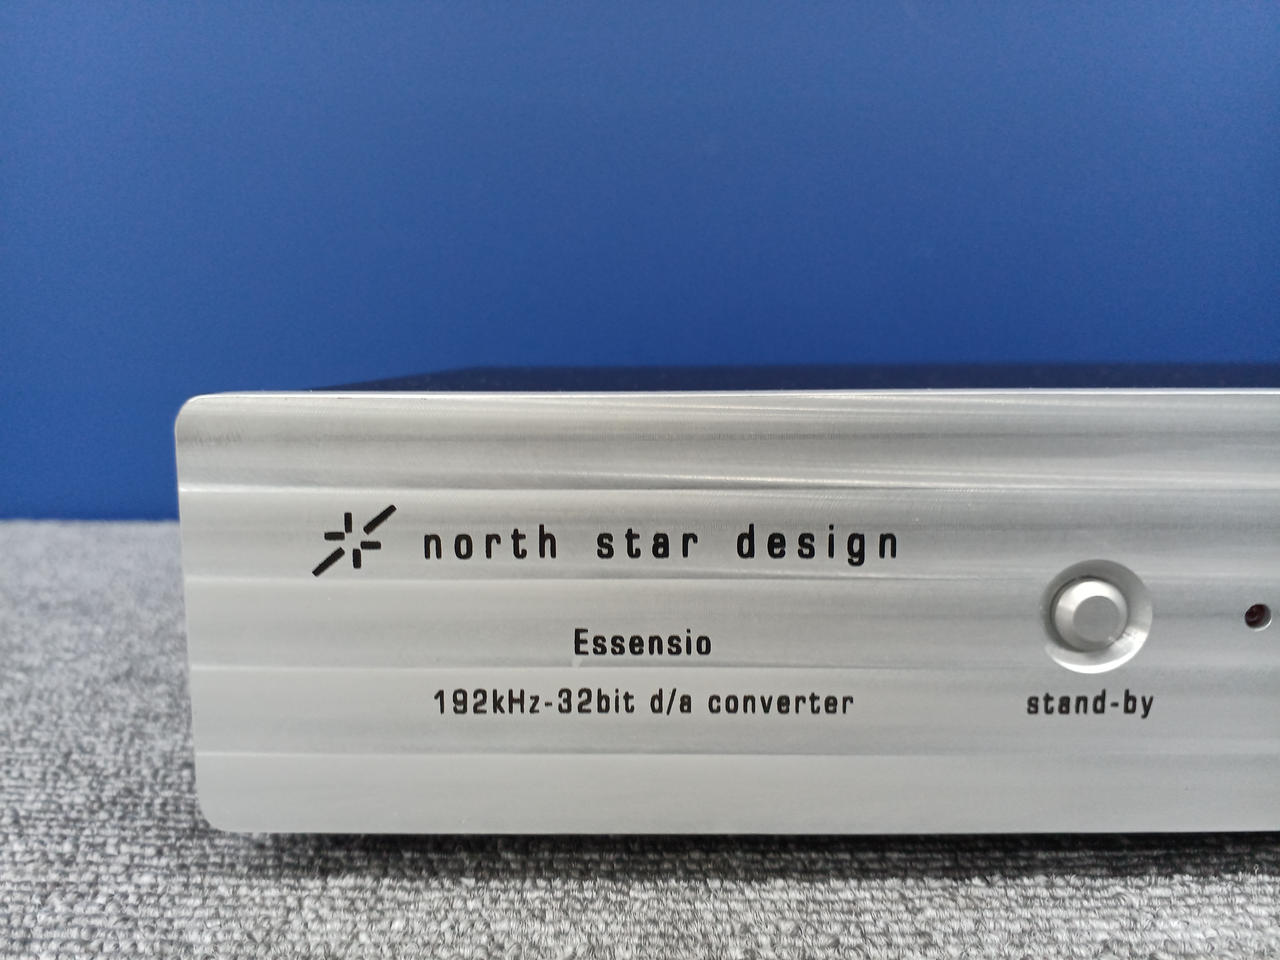 north star design
Essensio
192kHz-32bit d/a converter
stand-by